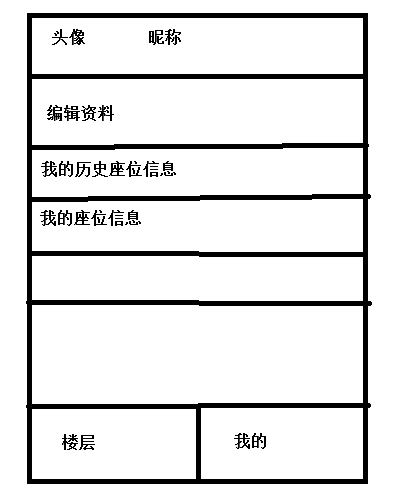 头像 昵称
编辑资料
我的历史座位信息
我的座位信息
楼层 我的